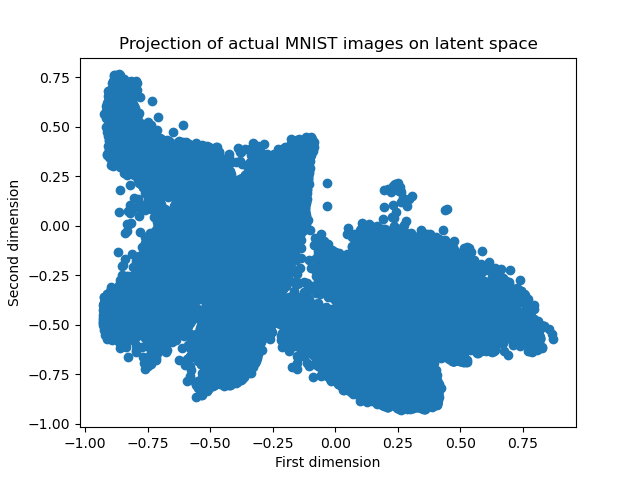 Projection of actual MNIST images on latent space
0.75
0.50
0.25
0.00
−0.25
−0.50
−0.75
−1.00
Second dimension
−1.00 −0.75 −0.50 −0.25 0.00 0.25 0.50 0.75
First dimension